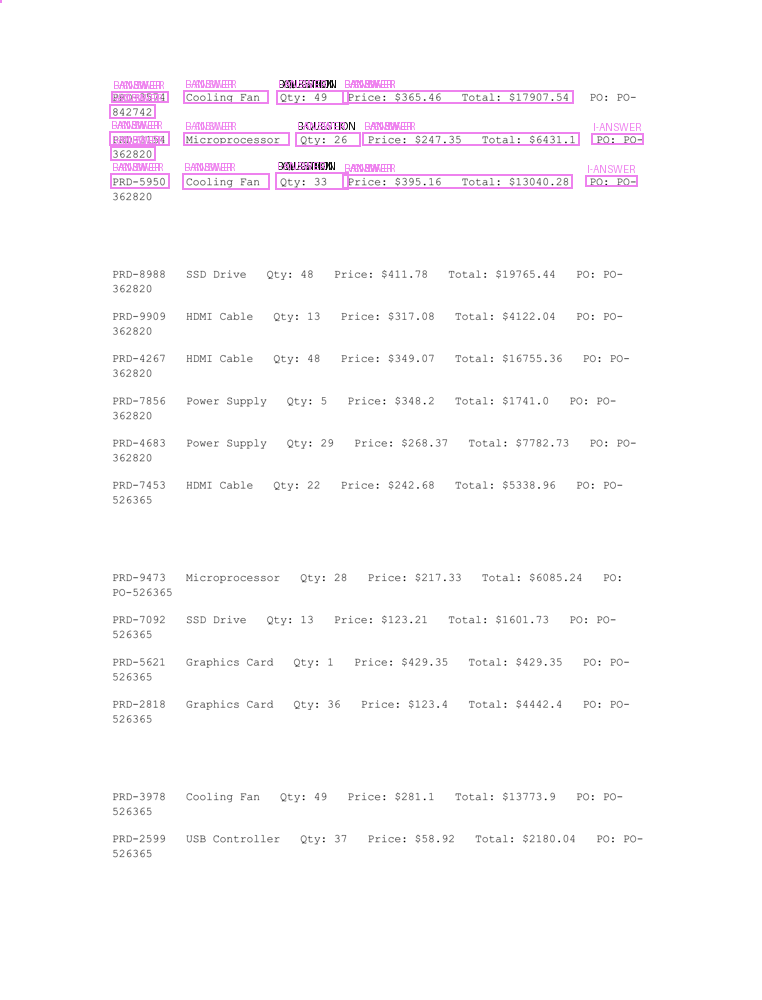 Cooling Fan Qty: 49 Price: $365.46 Total: $17907.54 PO: PO-
842742
I-ANSWER
Microprocessor Qty: 26 Price: $247.35 Total: $6431.1 PO: PO-
362820
I-ANSWER
PRD-5950 Cooling Fan Qty: 33 Price: $395.16 Total: $13040.28 PO: PO-
362820
PRD-8988 SSD Drive Qty: 48 Price: $411.78 Total: $19765.44 PO: PO-
362820
PRD-9909 HDMI Cable Qty: 13 Price: $317.08 Total: $4122.04 PO: PO-
362820
PRD-4267 HDMI Cable Qty: 48 Price: $349.07 Total: $16755.36 PO: PO-
362820
PRD-7856 Power Supply Qty: 5 Price: $348.2 Total: $1741.0 PO: PO-
362820
PRD-4683 Power Supply Qty: 29 Price: $268.37 Total: $7782.73 PO: PO-
362820
PRD-7453 HDMI Cable Qty: 22 Price: $242.68 Total: $5338.96 PO: PO-
526365
PRD-9473 Microprocessor Qty: 28 Price: $217.33 Total: $6085.24 PO:
PO-526365
PRD-7092 SSD Drive Qty: 13 Price: $123.21 Total: $1601.73 PO: PO-
526365
PRD-5621 Graphics Card Qty: 1 Price: $429.35 Total: $429.35 PO: PO-
526365
PRD-2818 Graphics Card Qty: 36 Price: $123.4 Total: $4442.4 PO: PO-
526365
PRD-3978 Cooling Fan Qty: 49 Price: $281.1 Total: $13773.9 PO: PO-
526365
PRD-2599 USB Controller Qty: 37 Price: $58.92 Total: $2180.04 PO: PO-
526365